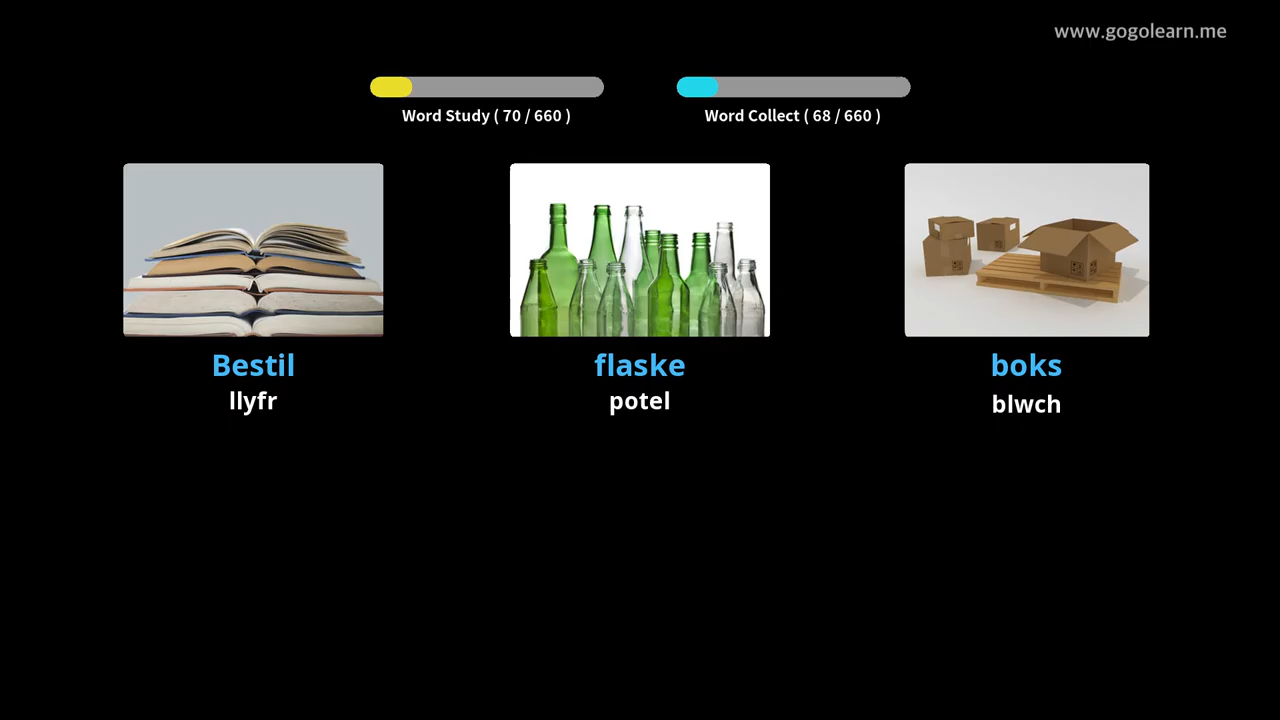 www.gogolearn.me
Word Study ( 70 / 660 )
Word Collect ( 68 / 660 )
Bestil
llyfr
flaske
potel
boks
blwch